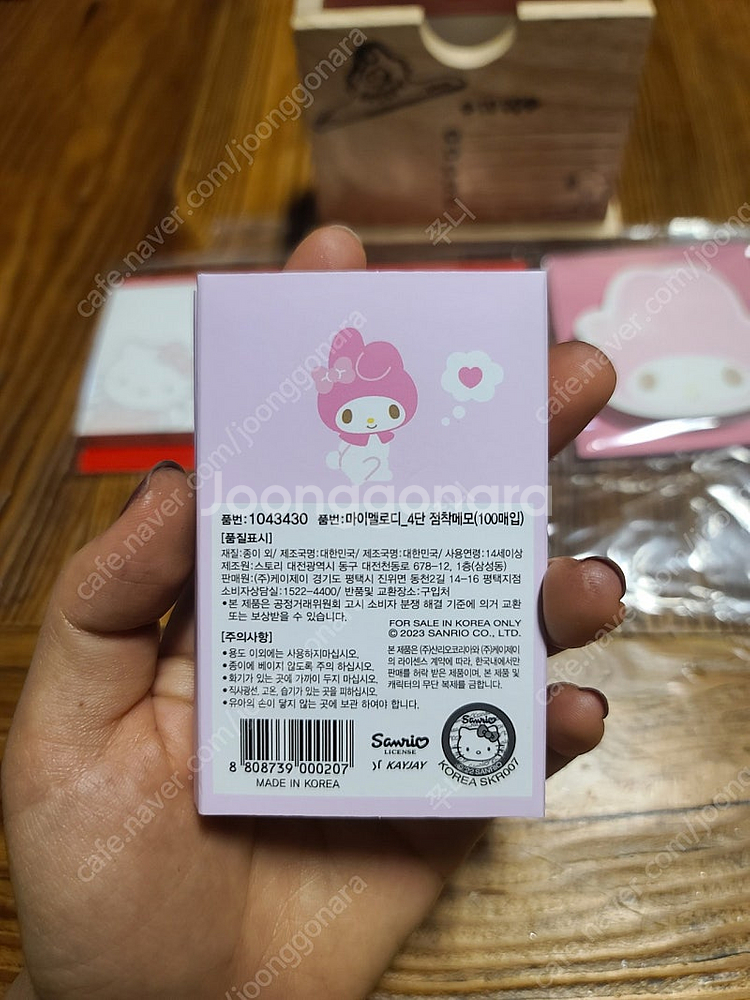 Joonggonara
cafe.naver.com/joonggonara
주니
품번:1043430 품번:마이멜로디_4단 점착메모(100매입)
[품질표시]
재질:종이 외/ 제조국명:대한민국/ 제조국명:대한민국/ 사용연령:14세이상
제조원:스토리 대전광역시 동구 대전천동로 678-12, 1층(삼성동)
판매원:(주)케이제이 경기도 평택시 진위면 동천2길 14-16 평택지점
소비자상담실:1522-4400/ 반품및 교환장소:구입처
•본 제품은 공정거래위원회 고시 소비자 분쟁 해결 기준에 의거 교환
또는 보상받을 수 있습니다.
FOR SALE IN KOREA ONLY
© 2023 SANRIO CO., LTD.
[주의사항]
•용도 이외에는 사용하지마십시오.
•종이에 베이지 않도록 주의 하십시오.
•화기가 있는 곳에 가까이 두지 마십시오.
•직사광선, 고온, 습기가 있는 곳을 피하십시오.
•유아의 손이 닿지 않는 곳에 보관 하여야 합니다.
본 제품은 (주)산리오코리아와 (주)케이제이
의 라이센스 계약에 따라, 한국내에서만
판매를 허락 받은 제품이며, 본 제품 및
캐릭터의 무단 복제를 금합니다.
8 808739 000207
MADE IN KOREA
Sanrio
LICENSE
KAYJAY
Sanrio
KOREA SKR007